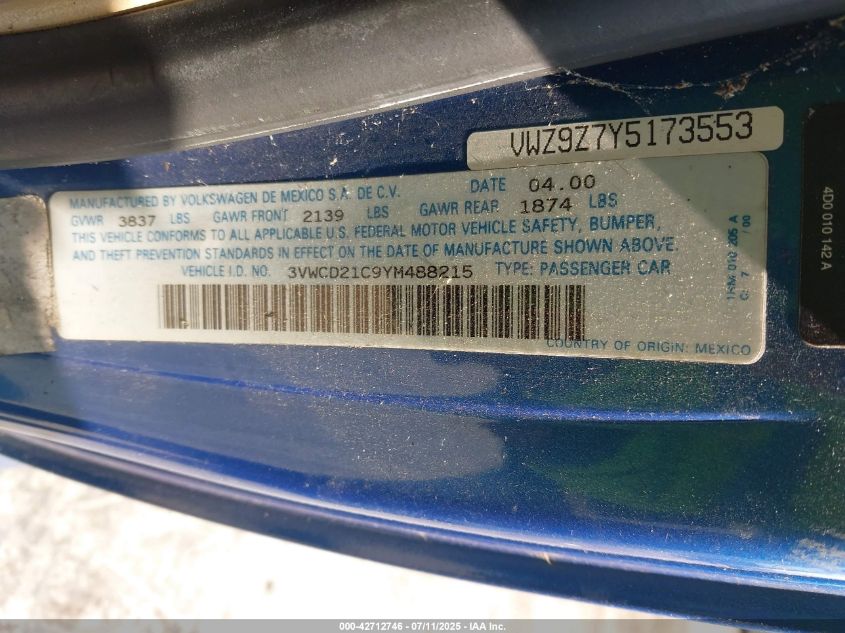 VWZ9Z7Y5173553
MANUFACTURED BY VOLKSWAGEN DE MEXICO S.A. DE C.V. DATE 04.00
GVWR 3837 LBS GAWR FRONT 2139 LBS GAWR REAR 1874 LBS
THIS VEHICLE CONFORMS TO ALL APPLICABLE U.S. FEDERAL MOTOR VEHICLE SAFETY, BUMPER,
AND THEFT PREVENTION STANDARDS IN EFFECT ON THE DATE OF MANUFACTURE SHOWN ABOVE.
VEHICLE I.D. NO. 3VWCD21C9YM488215 TYPE: PASSENGER CAR
COUNTRY OF ORIGIN: MEXICO
010 205 A
4D0 010 142 A
000-42712746 - 07/11/2025 - IAA Inc.